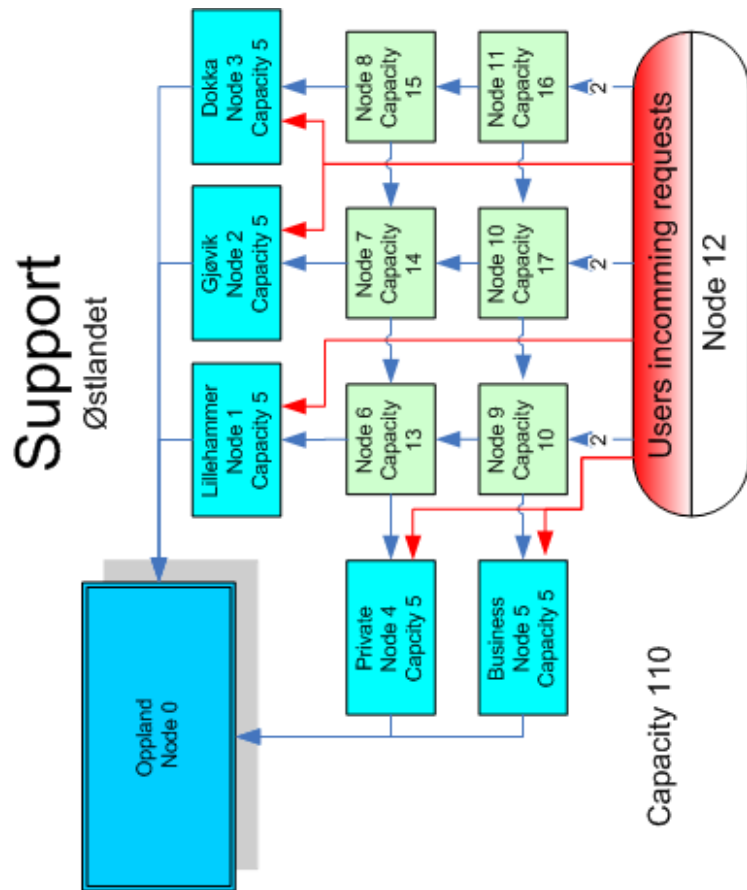 Support
Østlandet
Oppland
Node 0
Lillehammer
Node 1
Capacity 5
Gjøvik
Node 2
Capacity 5
Dokka
Node 3
Capacity 5
Private
Node 4
Capcity 5
Node 6
Capacity
13
Node 7
Capacity
14
Node 8
Capacity
15
Business
Node 5
Capacity 5
Node 9
Capacity
10
Node 10
Capacity
17
Node 11
Capacity
16
2
2
2
Capacity 110
Users incomming requests
Node 12